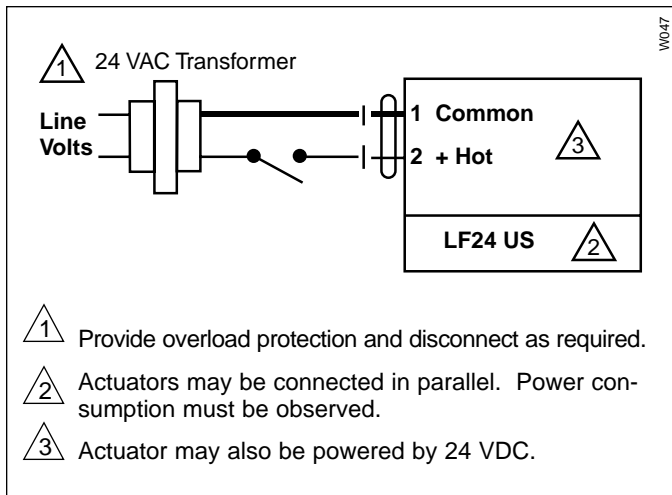 W047
1 24 VAC Transformer
Line
Volts
1 Common
2 + Hot
3
LF24 US 2
1 Provide overload protection and disconnect as required.
2 Actuators may be connected in parallel. Power con-
sumption must be observed.
3 Actuator may also be powered by 24 VDC.